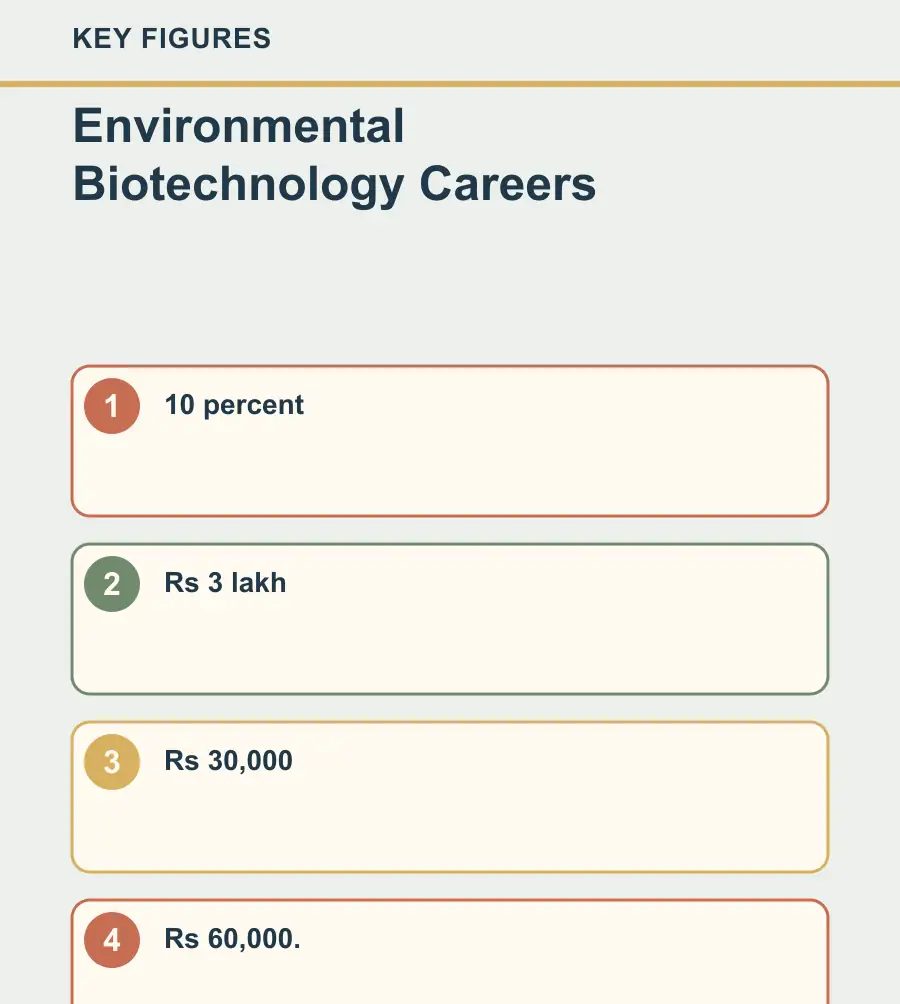 KEY FIGURES
Environmental
Biotechnology Careers
1
10 percent
2
Rs 3 lakh
3
Rs 30,000
4
Rs 60,000.